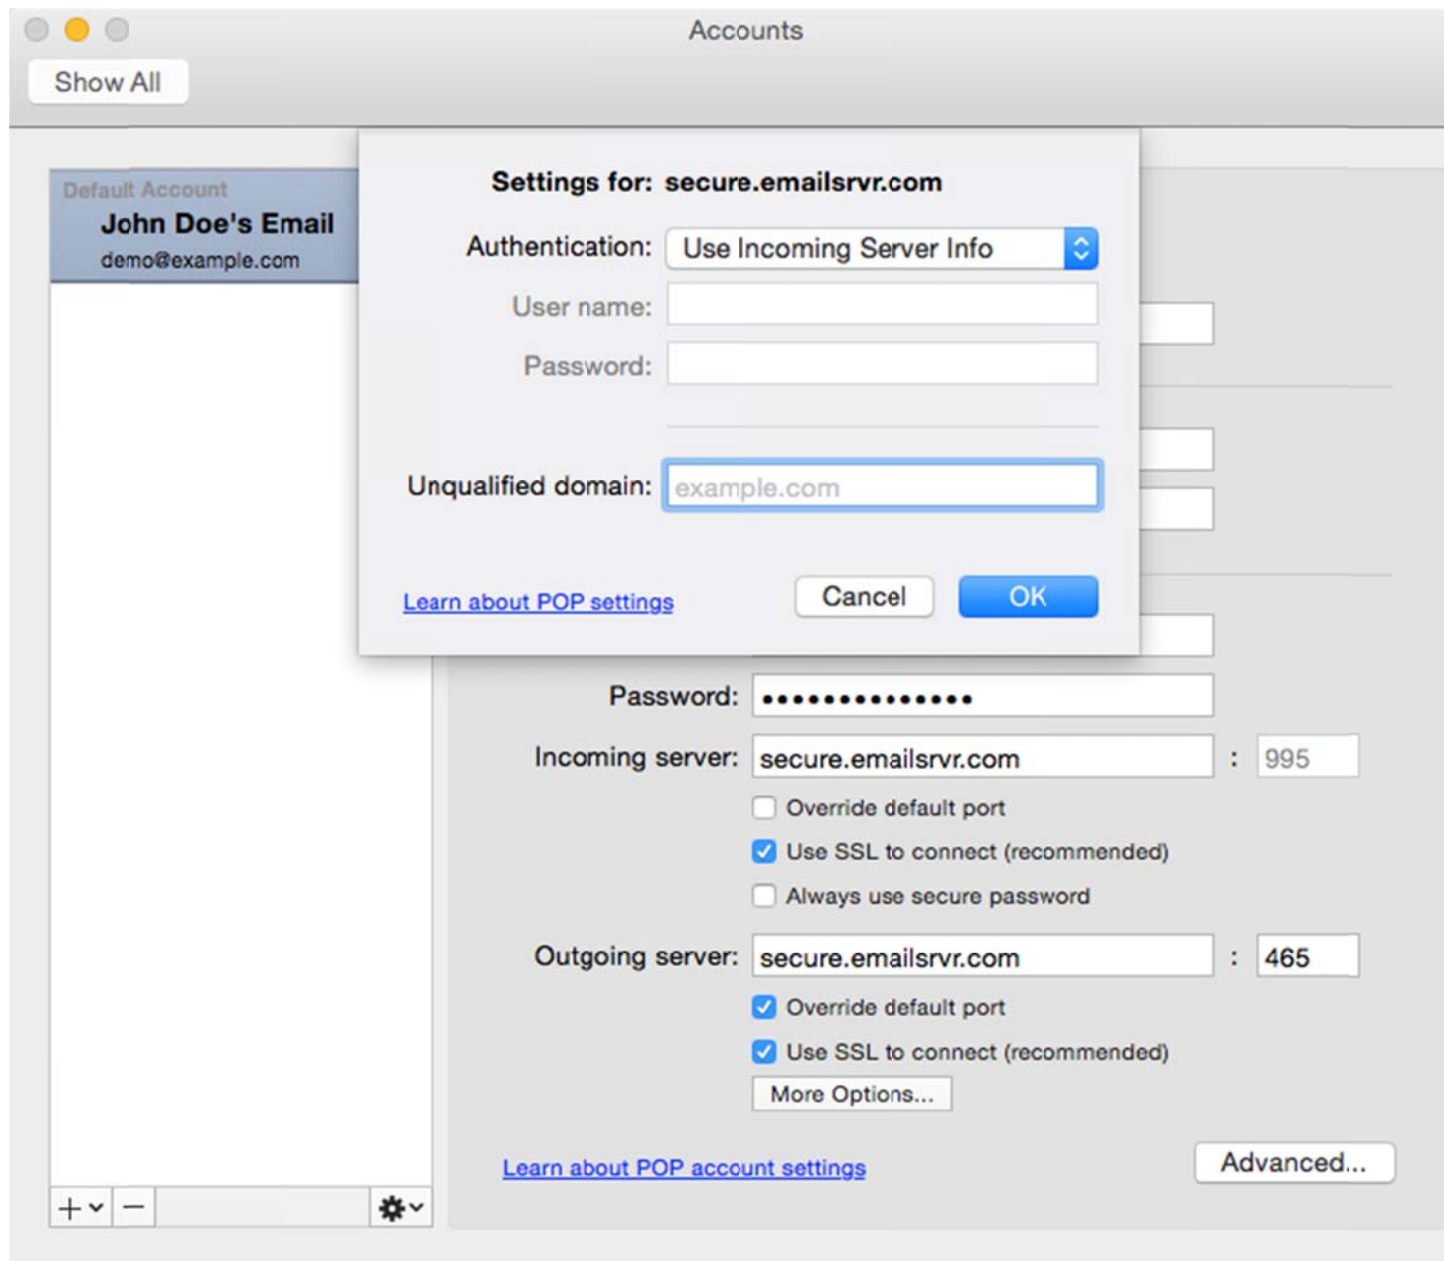 Accounts
Show All
Default Account
John Doe's Email
demo@example.com
Settings for: secure.emailsrvr.com
Authentication: Use Incoming Server Info
User name:
Password:
Unqualified domain: example.com
Learn about POP settings Cancel OK
Password: ••••••••••••••
Incoming server: secure.emailsrvr.com : 995
Override default port
Use SSL to connect (recommended)
Always use secure password
Outgoing server: secure.emailsrvr.com : 465
Override default port
Use SSL to connect (recommended)
More Options...
Learn about POP account settings Advanced...